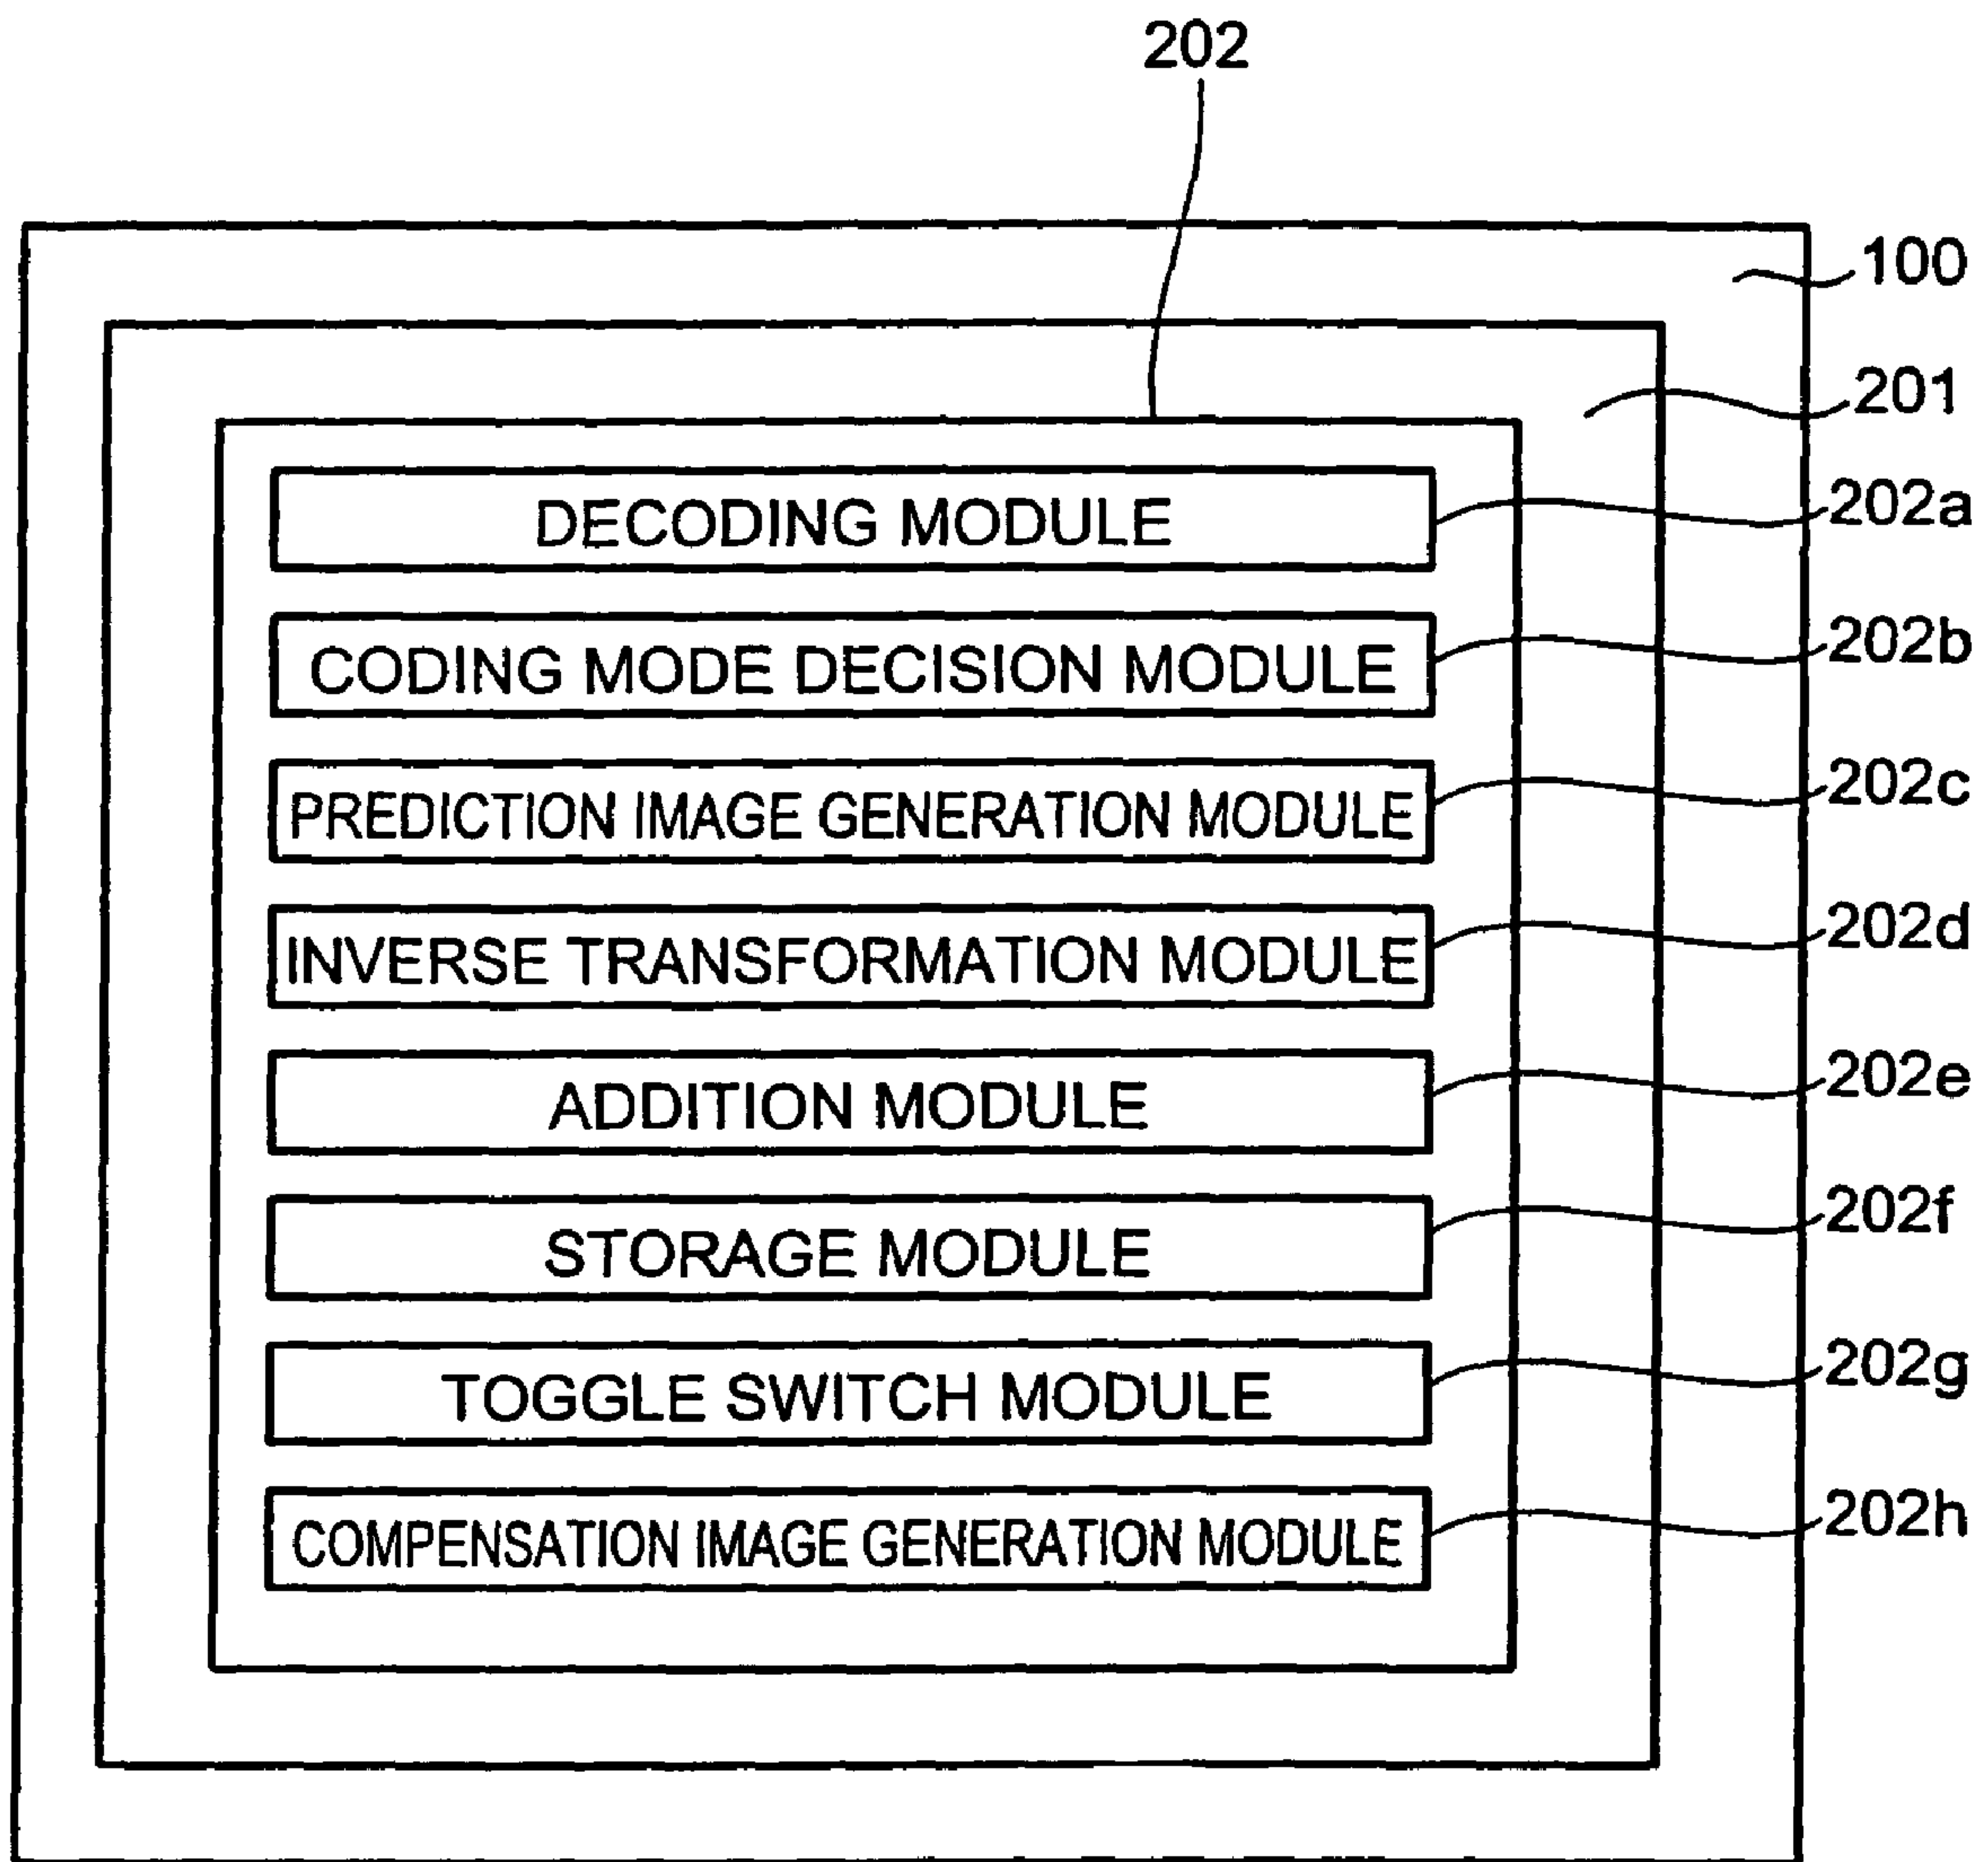 202
100
201
DECODING MODULE 202a
CODING MODE DECISION MODULE 202b
PREDICTION IMAGE GENERATION MODULE 202c
INVERSE TRANSFORMATION MODULE 202d
ADDITION MODULE 202e
STORAGE MODULE 202f
TOGGLE SWITCH MODULE 202g
COMPENSATION IMAGE GENERATION MODULE 202h